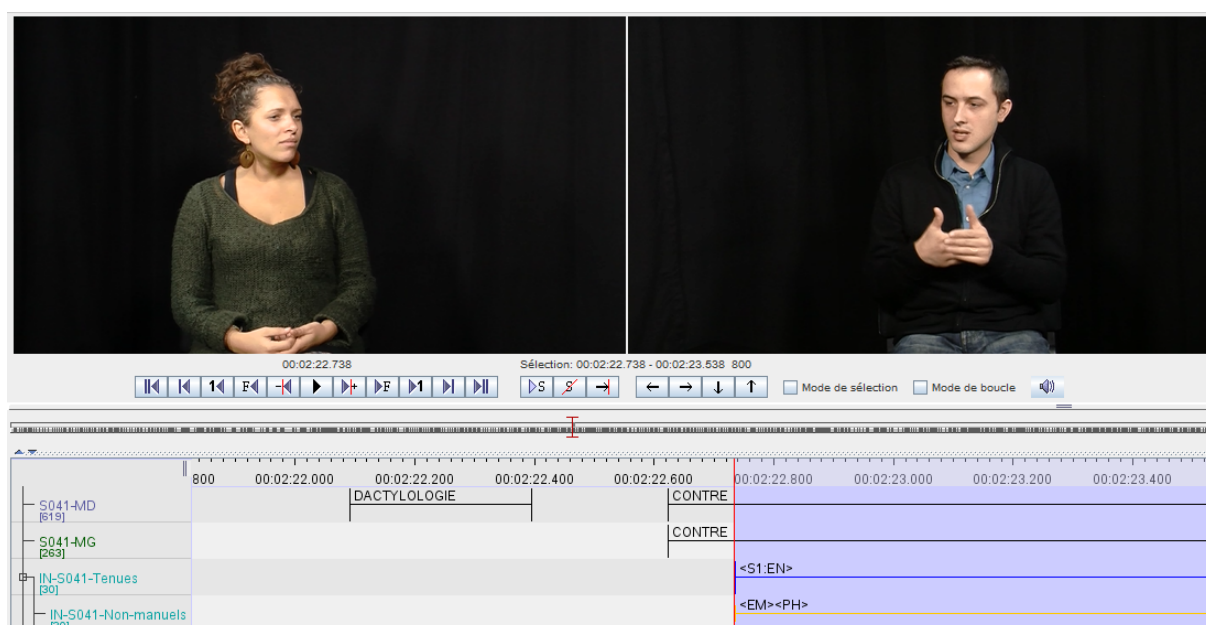 00:02:22.738
Sélection: 00:02:22.738 - 00:02:23.538 800
1 F + F 1 S S Mode de sélection Mode de boucle
800 00:02:22.000 00:02:22.200 00:02:22.400 00:02:22.600 00:02:22.800 00:02:23.000 00:02:23.200 00:02:23.400
S041-MD DACTYLOLOGIE CONTRE
[619]
S041-MG CONTRE
[263]
IN-S041-Tenues <S1:EN>
[30]
IN-S041-Non-manuels <EM><PH>